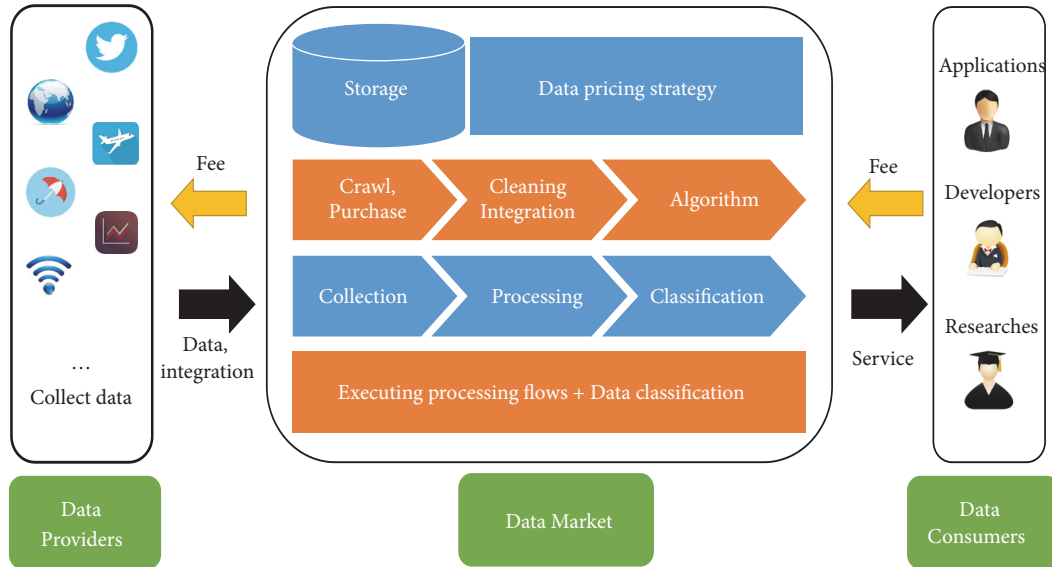 …
Collect data
Data
Providers
Fee
Data,
integration
Storage
Data pricing strategy
Crawl,
Purchase
Cleaning
Integration
Algorithm
Collection
Processing
Classification
Executing processing flows + Data classification
Data Market
Fee
Service
Applications
Developers
Researches
Data
Consumers